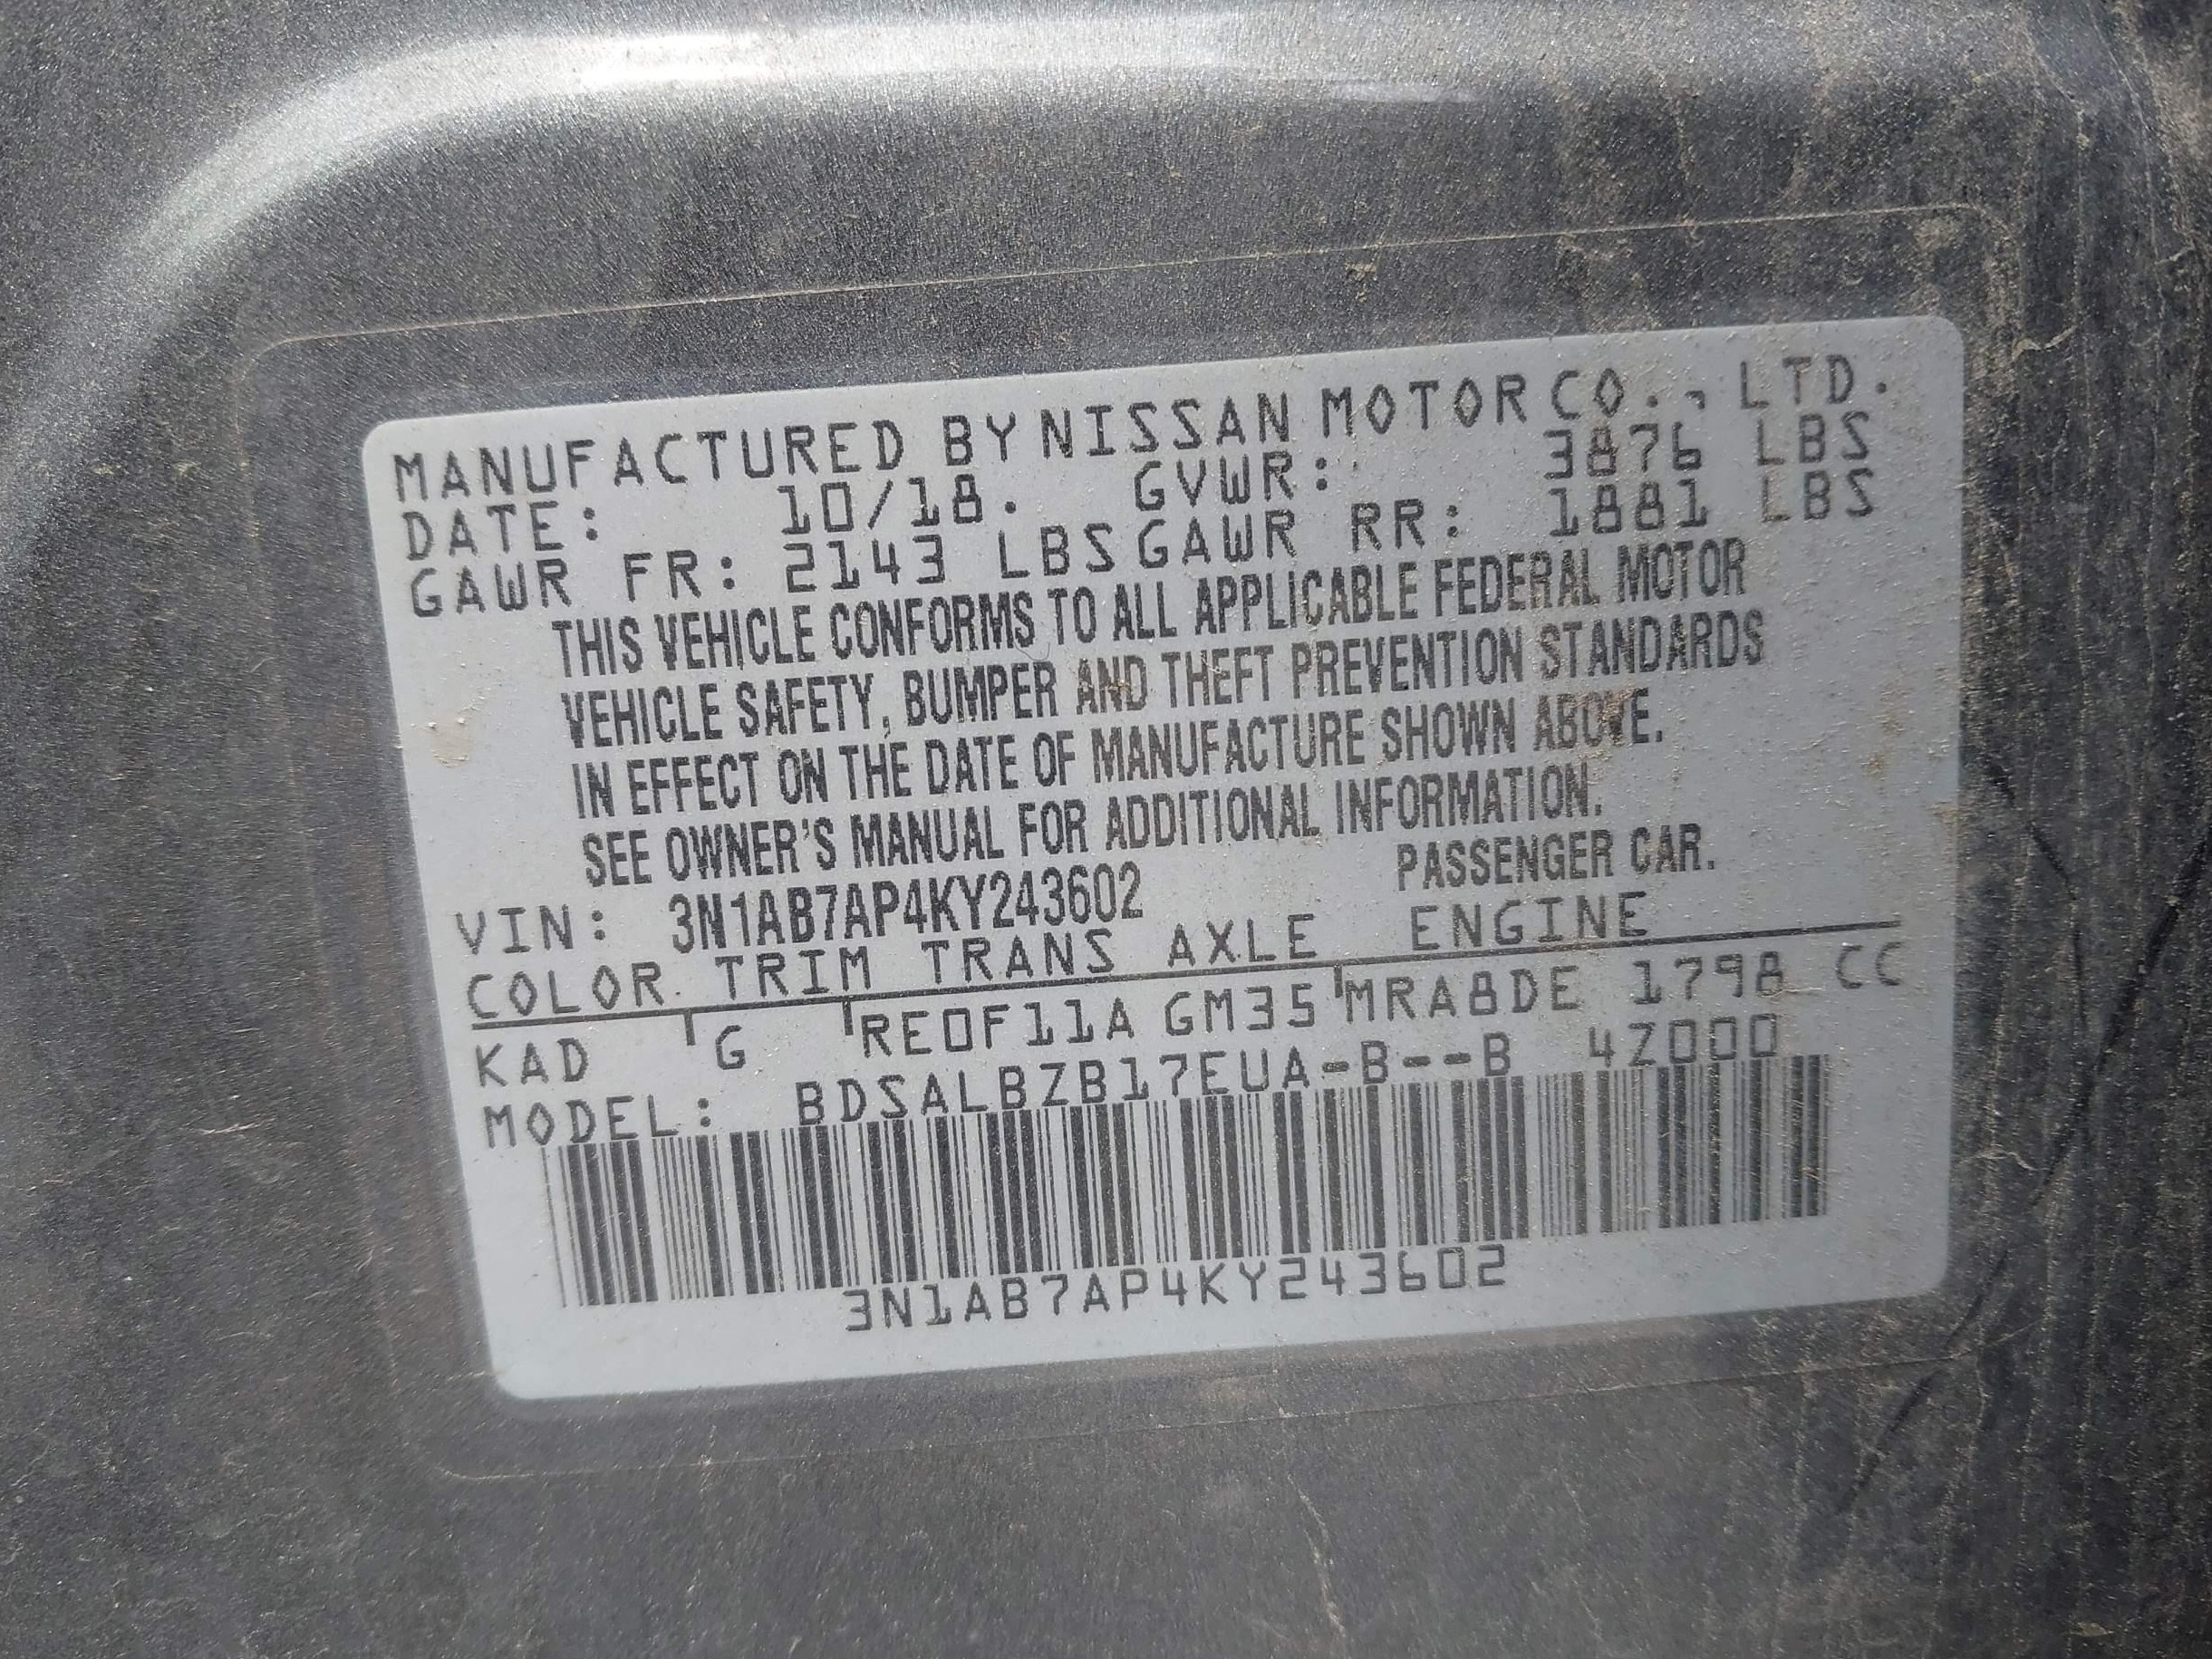 MANUFACTURED BY NISSAN MOTOR CO., LTD.
DATE: 10/18. GVWR: 3876 LBS
GAWR FR: 2143 LBS GAWR RR: 1881 LBS
THIS VEHICLE CONFORMS TO ALL APPLICABLE FEDERAL MOTOR
VEHICLE SAFETY, BUMPER AND THEFT PREVENTION STANDARDS
IN EFFECT ON THE DATE OF MANUFACTURE SHOWN ABOVE.
SEE OWNER'S MANUAL FOR ADDITIONAL INFORMATION.
VIN: 3N1AB7AP4KY243602 PASSENGER CAR.
COLOR TRIM TRANS AXLE ENGINE
KAD G RE0F11A GM35 MRA8DE 1798 CC
MODEL: BDSALBZB17EUA-B--B 4Z000
3N1AB7AP4KY243602